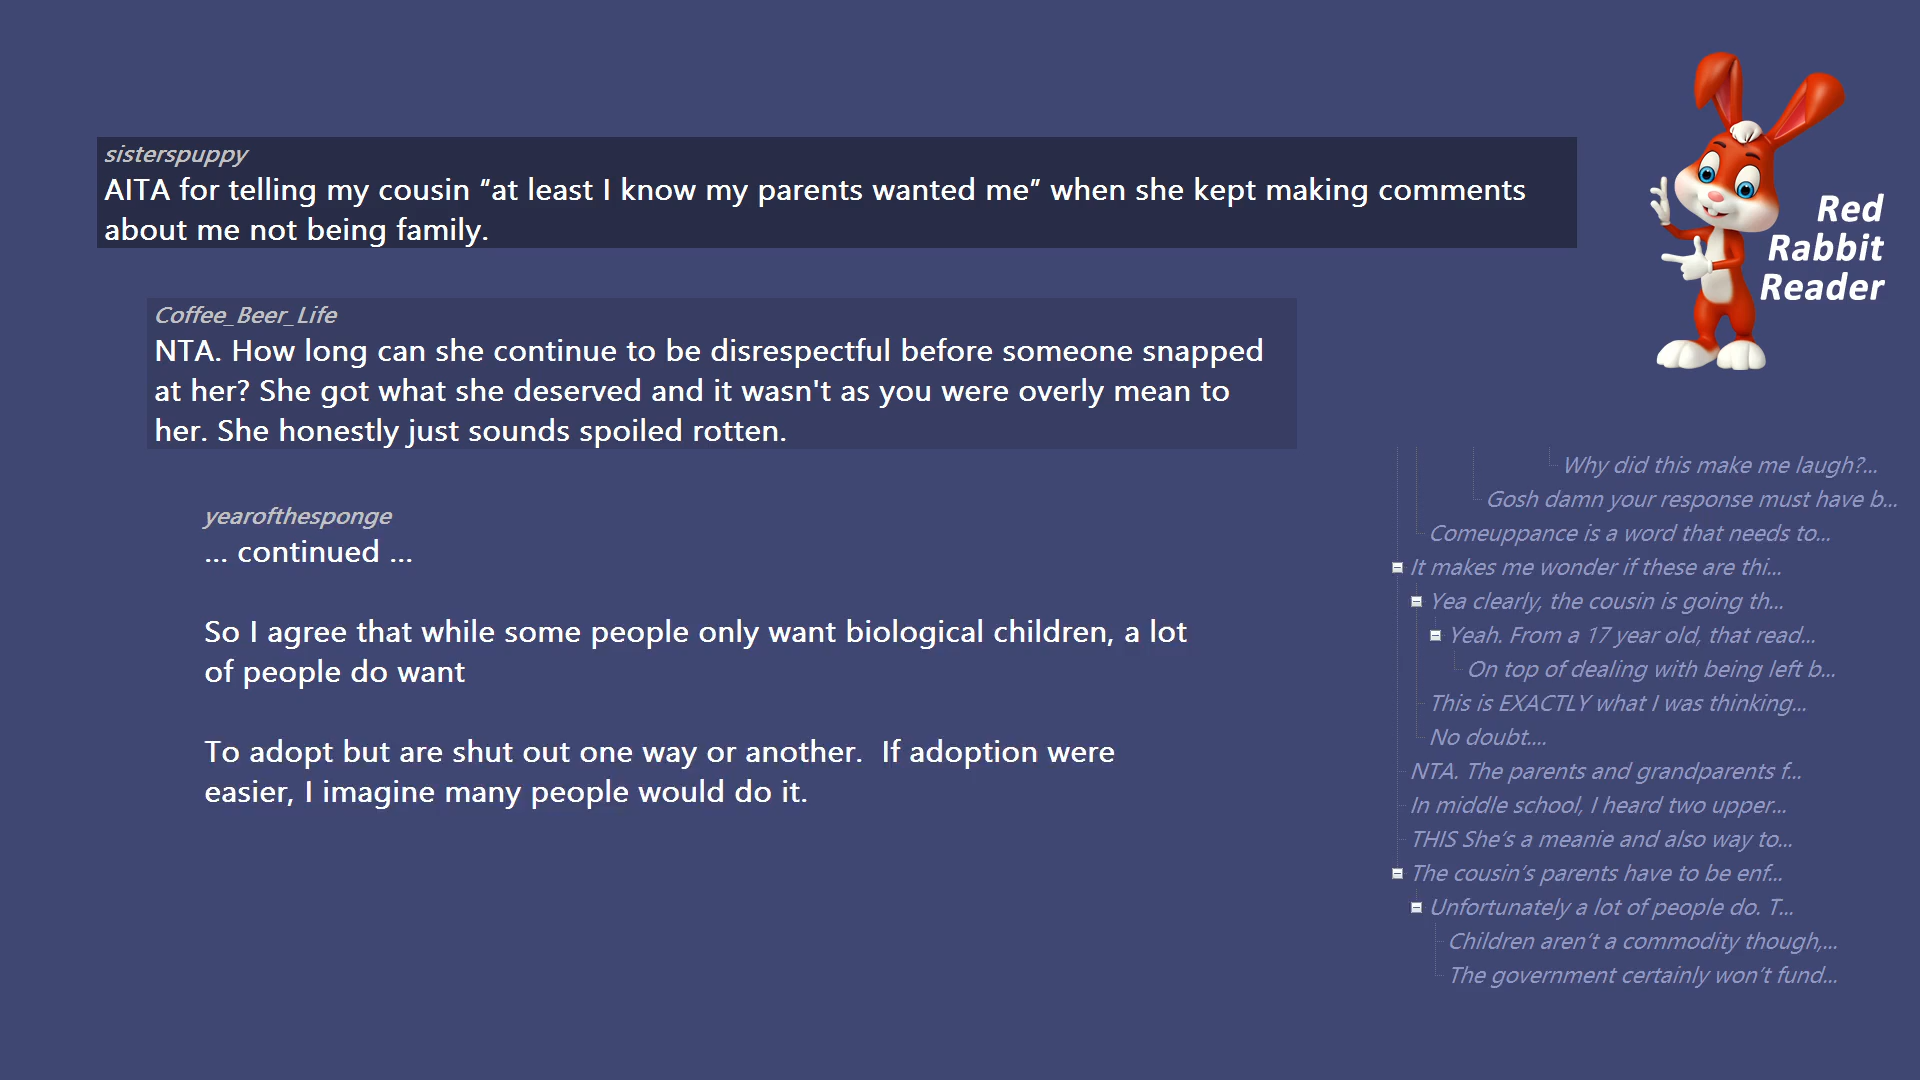 sisterspuppy
AITA for telling my cousin “at least I know my parents wanted me” when she kept making comments
about me not being family.
Red
Rabbit
Reader
Coffee_Beer_Life
NTA. How long can she continue to be disrespectful before someone snapped
at her? She got what she deserved and it wasn't as you were overly mean to
her. She honestly just sounds spoiled rotten.
yearofthesponge
... continued ...
So I agree that while some people only want biological children, a lot
of people do want
To adopt but are shut out one way or another.  If adoption were
easier, I imagine many people would do it.
Why did this make me laugh?...
Gosh damn your response must have b...
Comeuppance is a word that needs to...
It makes me wonder if these are thi...
Yea clearly, the cousin is going th...
Yeah. From a 17 year old, that read...
On top of dealing with being left b...
This is EXACTLY what I was thinking...
No doubt....
NTA. The parents and grandparents f...
In middle school, I heard two upper...
THIS She’s a meanie and also way to...
The cousin’s parents have to be enf...
Unfortunately a lot of people do. T...
Children aren’t a commodity though,...
The government certainly won’t fund...